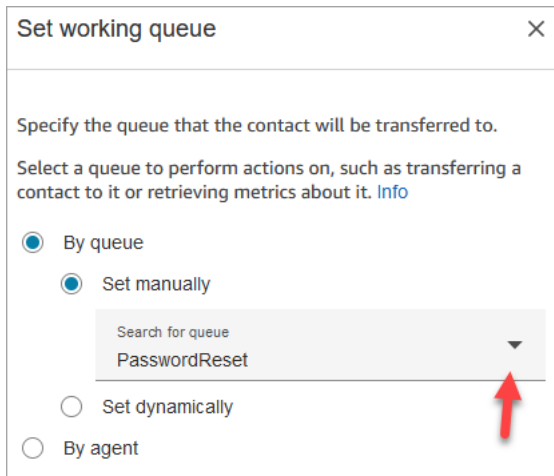 Set working queue
Specify the queue that the contact will be transferred to.
Select a queue to perform actions on, such as transferring a
contact to it or retrieving metrics about it. Info
By queue
Set manually
Search for queue
PasswordReset
Set dynamically
By agent